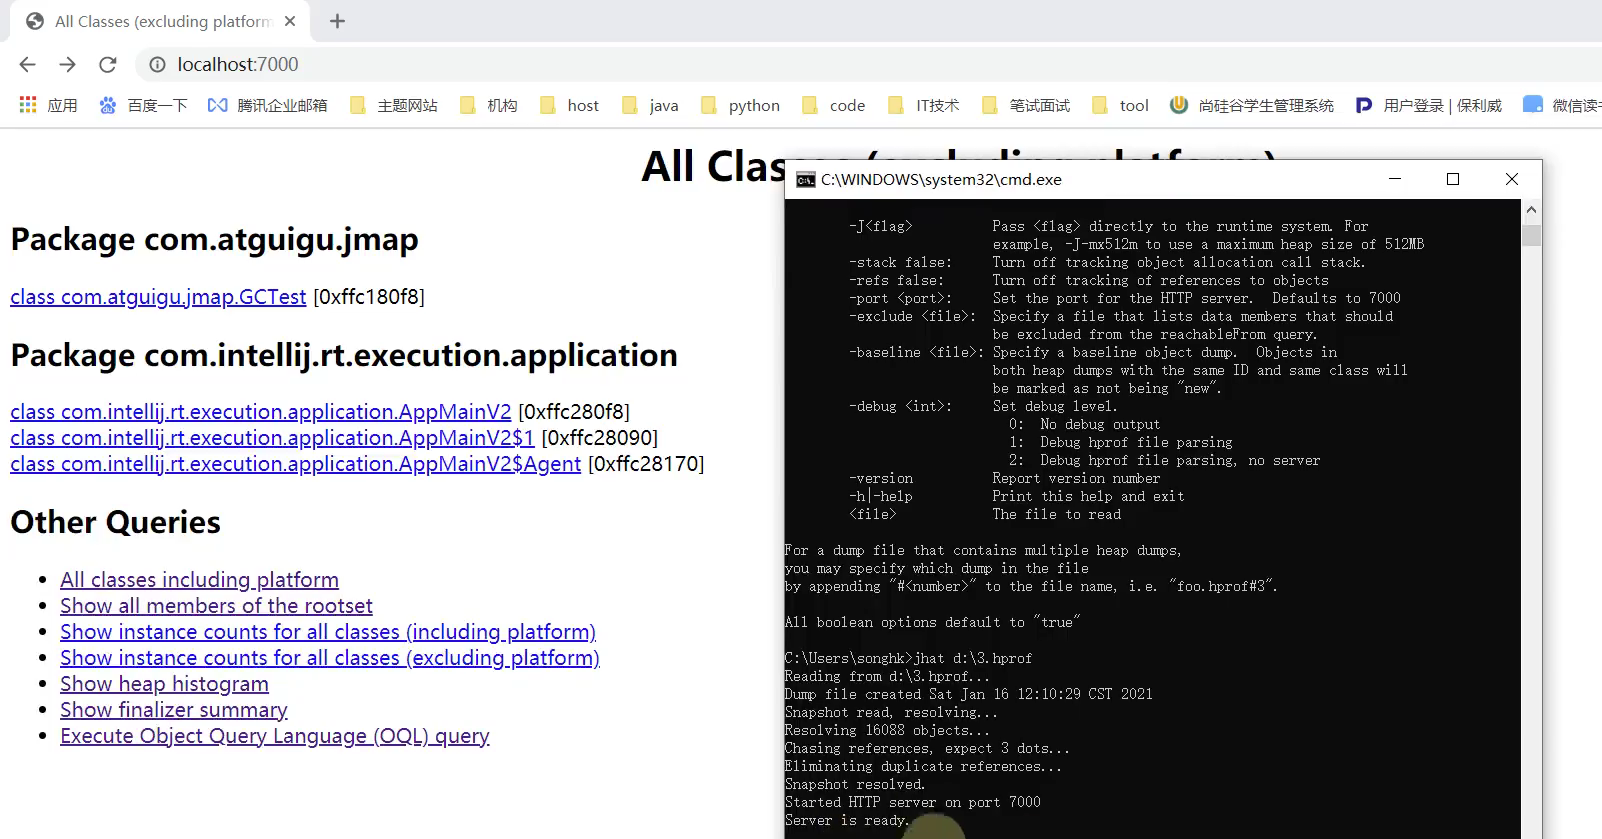 All Classes (excluding platform
localhost:7000
应用 百度一下 腾讯企业邮箱 主题网站 机构 host java python code IT技术 笔试面试 tool 尚硅谷学生管理系统 用户登录 | 保利威 微信读书
All Classes (excluding platform)
Package com.atguigu.jmap
class com.atguigu.jmap.GCTest [0xffc180f8]
Package com.intellij.rt.execution.application
class com.intellij.rt.execution.application.AppMainV2 [0xffc280f8]
class com.intellij.rt.execution.application.AppMainV2$1 [0xffc28090]
class com.intellij.rt.execution.application.AppMainV2$Agent [0xffc28170]
Other Queries
• All classes including platform
• Show all members of the rootset
• Show instance counts for all classes (including platform)
• Show instance counts for all classes (excluding platform)
• Show heap histogram
• Show finalizer summary
• Execute Object Query Language (OQL) query
C:\WINDOWS\system32\cmd.exe
-J<flag> Pass <flag> directly to the runtime system. For
example, -J-mx512m to use a maximum heap size of 512MB
-stack false: Turn off tracking object allocation call stack.
-refs false: Turn off tracking of references to objects
-port <port>: Set the port for the HTTP server. Defaults to 7000
-exclude <file>: Specify a file that lists data members that should
be excluded from the reachableFrom query.
-baseline <file>: Specify a baseline object dump. Objects in
both heap dumps with the same ID and same class will
be marked as not being "new".
-debug <int>: Set debug level.
0: No debug output
1: Debug hprof file parsing
2: Debug hprof file parsing, no server
-version Report version number
-h|-help Print this help and exit
<file> The file to read
For a dump file that contains multiple heap dumps,
you may specify which dump in the file
by appending "#<number>" to the file name, i.e. "foo.hprof#3".
All boolean options default to "true"
C:\Users\songhk>jhat d:\3.hprof
Reading from d:\3.hprof...
Dump file created Sat Jan 16 12:10:29 CST 2021
Snapshot read, resolving...
Resolving 16088 objects...
Chasing references, expect 3 dots...
Eliminating duplicate references...
Snapshot resolved.
Started HTTP server on port 7000
Server is ready.